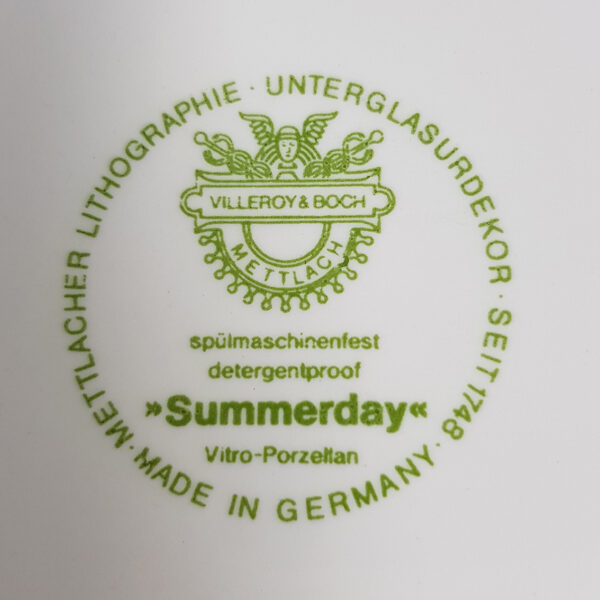 METTLACHER LITHOGRAPHIE · UNTERGLASURDEKOR · SEIT 1748 · MADE IN GERMANY ·
VILLEROY & BOCH
METTLACH
spülmaschinenfest
detergentproof
»Summerday«
Vitro-Porzellan